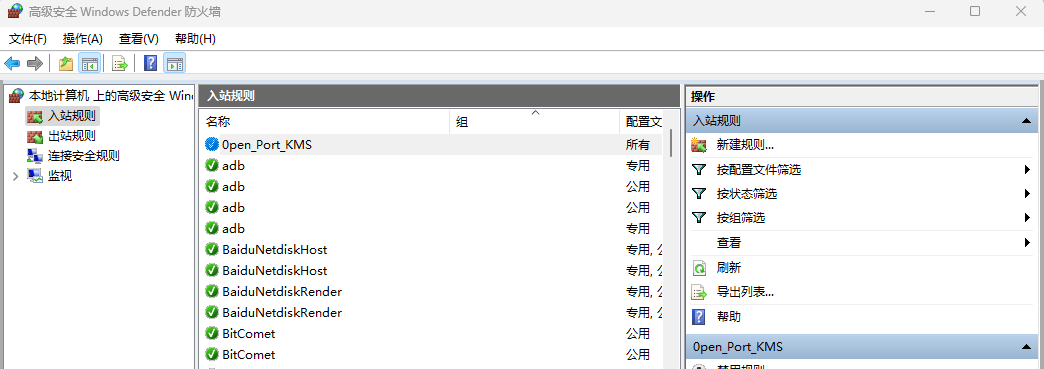 高级安全 Windows Defender 防火墙
文件(F) 操作(A) 查看(V) 帮助(H)
本地计算机 上的高级安全 Win
入站规则
出站规则
连接安全规则
监视
入站规则
名称 组 配置文
0pen_Port_KMS 所有
adb 专用
adb 公用
adb 公用
adb 专用
BaiduNetdiskHost 专用, 公
BaiduNetdiskHost 专用, 公
BaiduNetdiskRender 专用, 公
BaiduNetdiskRender 专用, 公
BitComet 公用
BitComet 公用
操作
入站规则
新建规则...
按配置文件筛选
按状态筛选
按组筛选
查看
刷新
导出列表...
帮助
0pen_Port_KMS
禁用规则